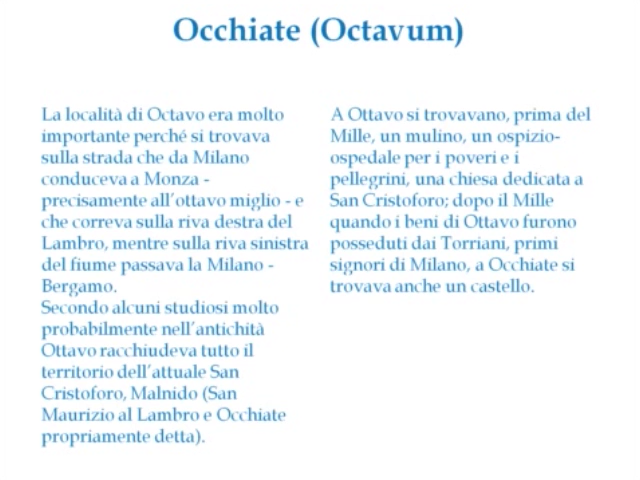 Occhiate (Octavum)
La località di Octavo era molto
importante perché si trovava
sulla strada che da Milano
conduceva a Monza -
precisamente all'ottavo miglio - e
che correva sulla riva destra del
Lambro, mentre sulla riva sinistra
del fiume passava la Milano -
Bergamo.
Secondo alcuni studiosi molto
probabilmente nell'antichità
Ottavo racchiudeva tutto il
territorio dell'attuale San
Cristoforo, Malnido (San
Maurizio al Lambro e Occhiate
propriamente detta).
A Ottavo si trovavano, prima del
Mille, un mulino, un ospizio-
ospedale per i poveri e i
pellegrini, una chiesa dedicata a
San Cristoforo; dopo il Mille
quando i beni di Ottavo furono
posseduti dai Torriani, primi
signori di Milano, a Occhiate si
trovava anche un castello.